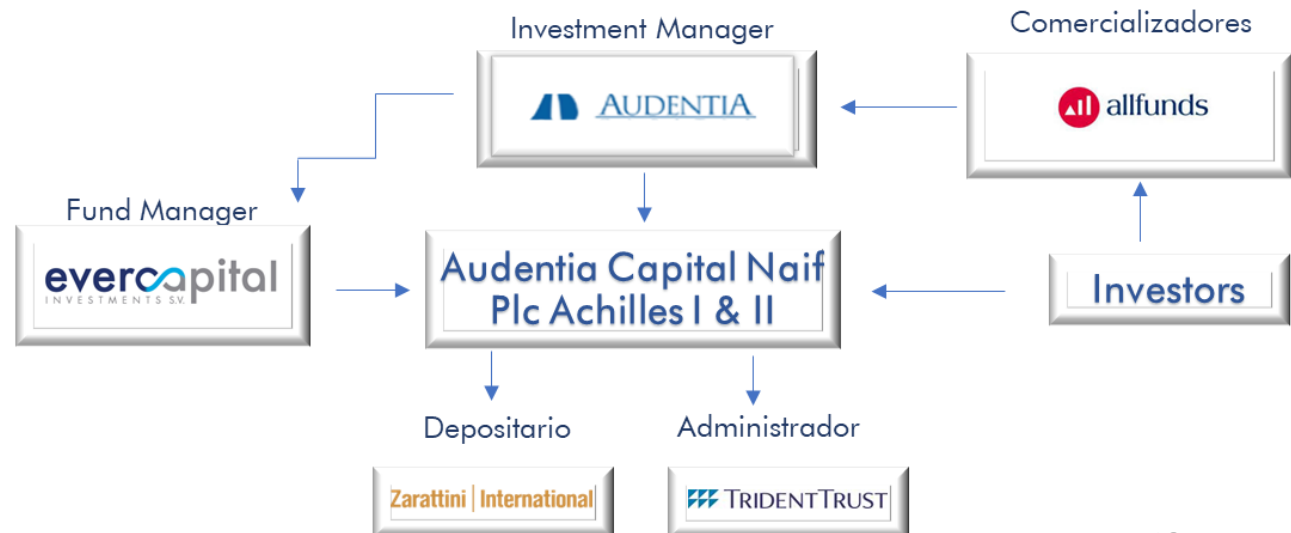 Investment Manager
Comercializadores
AUDENTIA
allfunds
Fund Manager
evercapital
INVESTMENTS S.V.
Audentia Capital Naif
Plc Achilles I & II
Investors
Depositario
Administrador
Zarattini | International
TRIDENTTRUST